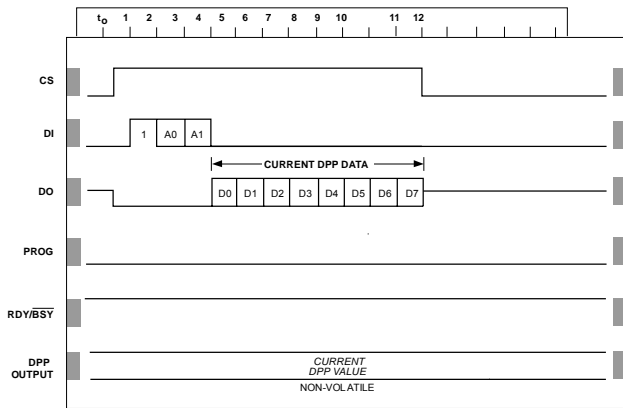 to 1 2 3 4 5 6 7 8 9 10 11 12
CS
DI
1 A0 A1
CURRENT DPP DATA
DO
D0 D1 D2 D3 D4 D5 D6 D7
PROG
RDY/BSY
DPP
OUTPUT
CURRENT
DPP VALUE
NON-VOLATILE